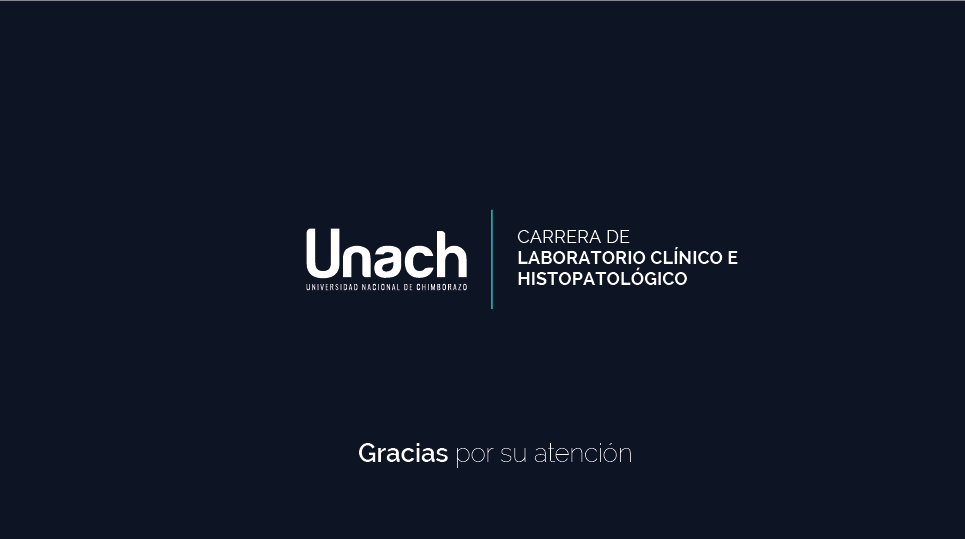 Unach
UNIVERSIDAD NACIONAL DE CHIMBORAZO
CARRERA DE
LABORATORIO CLÍNICO E
HISTOPATOLÓGICO
Gracias por su atención